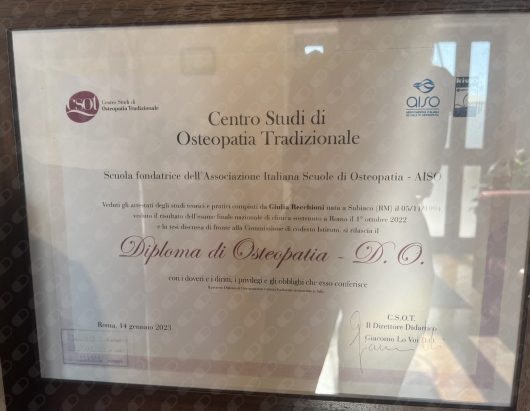 csot
Centro Studi di
Osteopatia Tradizionale
AISO
Centro Studi di
Osteopatia Tradizionale
Scuola fondatrice dell'Associazione Italiana Scuole di Osteopatia - AISO
Veduti gli attestati degli studi teorici e pratici compiuti da Giulia Recchioni nata a Subiaco (RM) il
veduto il risultato dell'esame finale nazionale di clinica sostenuto a Roma il 1° ottobre 2022
e la tesi discussa di fronte alla Commissione di codesto Istituto, si rilascia il
Diploma di Osteopatia - D. O.
con i doveri e i diritti, i privilegi e gli obblighi che esso conferisce
Roma, 14 gennaio 2023
C.S.O.T.
Il Direttore Didattico
Giacomo Lo Voi D.O.